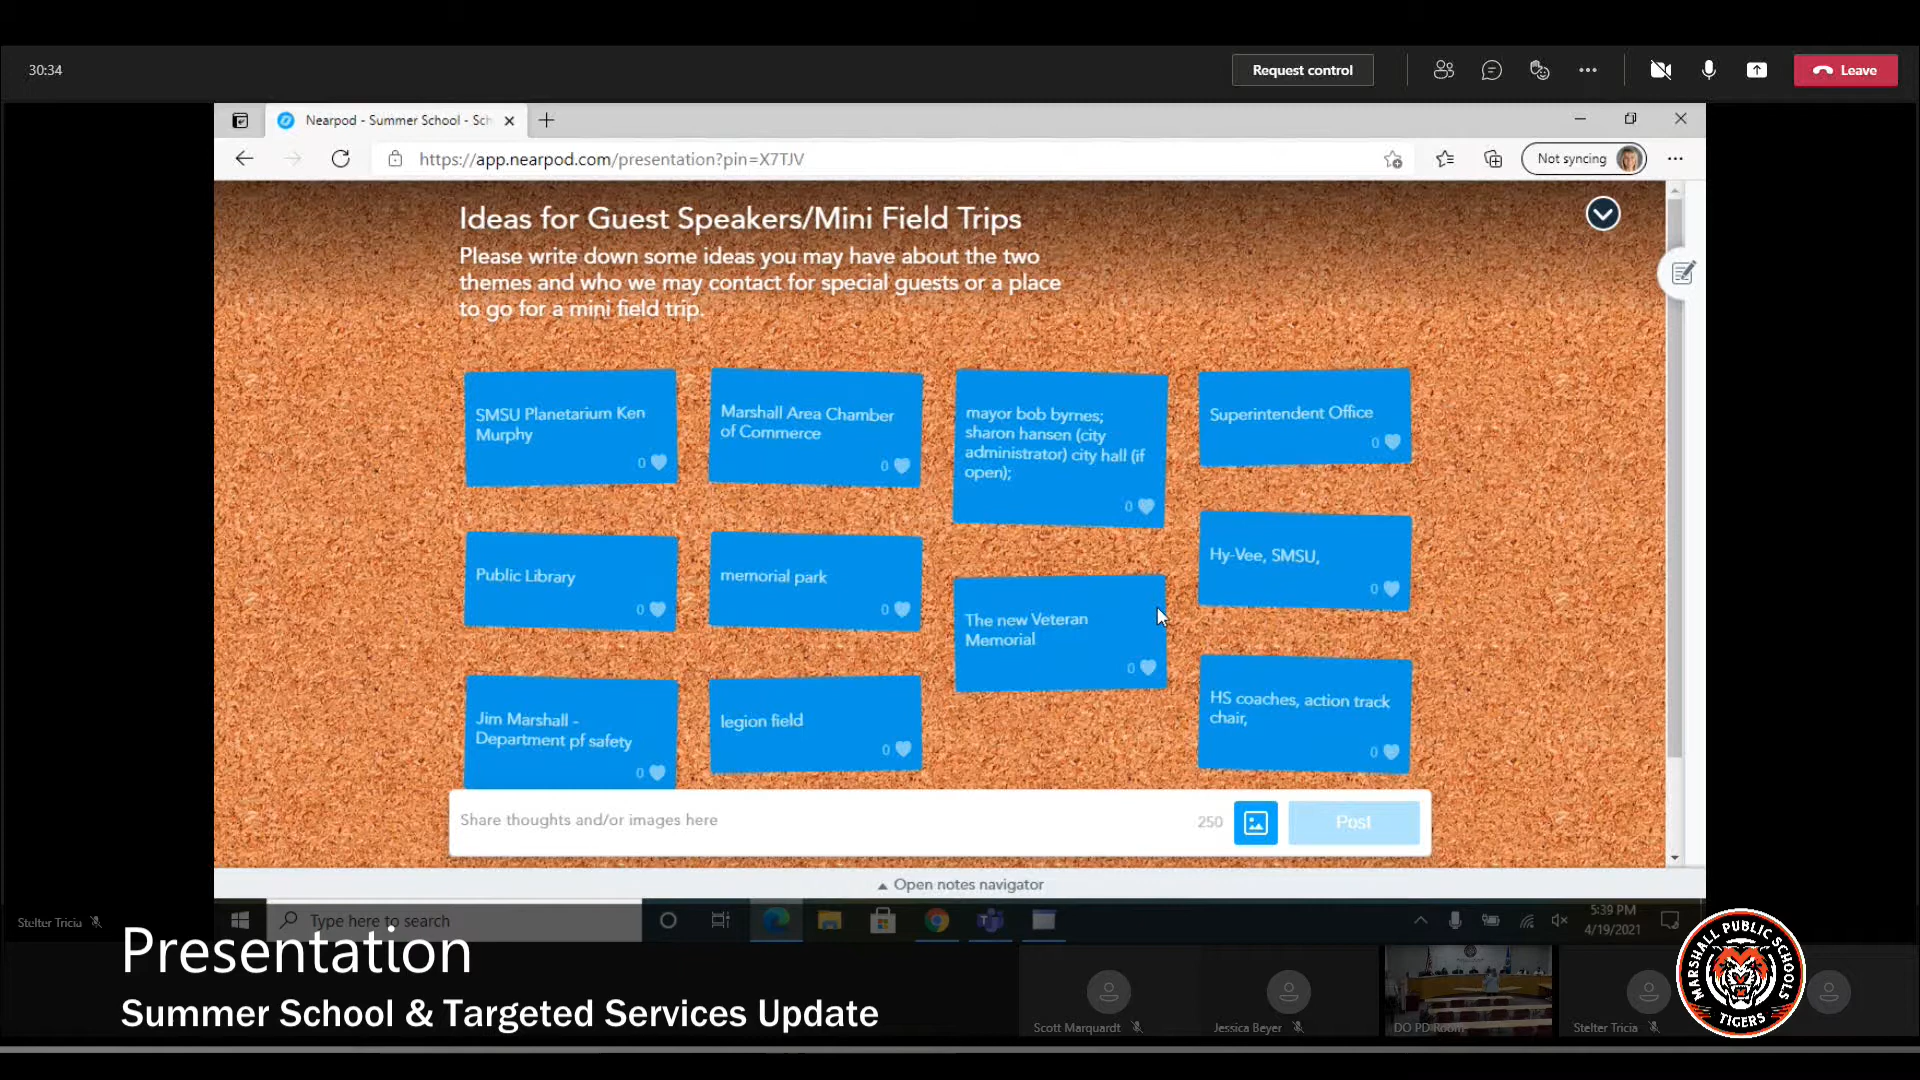 30:34
Request control
Leave
Nearpod - Summer School - Sch
https://app.nearpod.com/presentation?pin=X7TJV
Not syncing
Ideas for Guest Speakers/Mini Field Trips
Please write down some ideas you may have about the two
themes and who we may contact for special guests or a place
to go for a mini field trip.
SMSU Planetarium Ken
Murphy
0
Marshall Area Chamber
of Commerce
0
mayor bob byrnes;
sharon hansen (city
administrator) city hall (if
open);
0
Superintendent Office
0
Public Library
0
memorial park
0
The new Veteran
Memorial
0
Hy-Vee, SMSU,
0
Jim Marshall -
Department pf safety
0
legion field
0
HS coaches, action track
chair,
0
Share thoughts and/or images here
250
Post
Open notes navigator
Stelter Tricia
Type here to search
5:39 PM
4/19/2021
Presentation
Summer School & Targeted Services Update
Scott Marquardt
Jessica Beyer
DO PD Room
Stelter Tricia
MARSHALL PUBLIC SCHOOLS
TIGERS